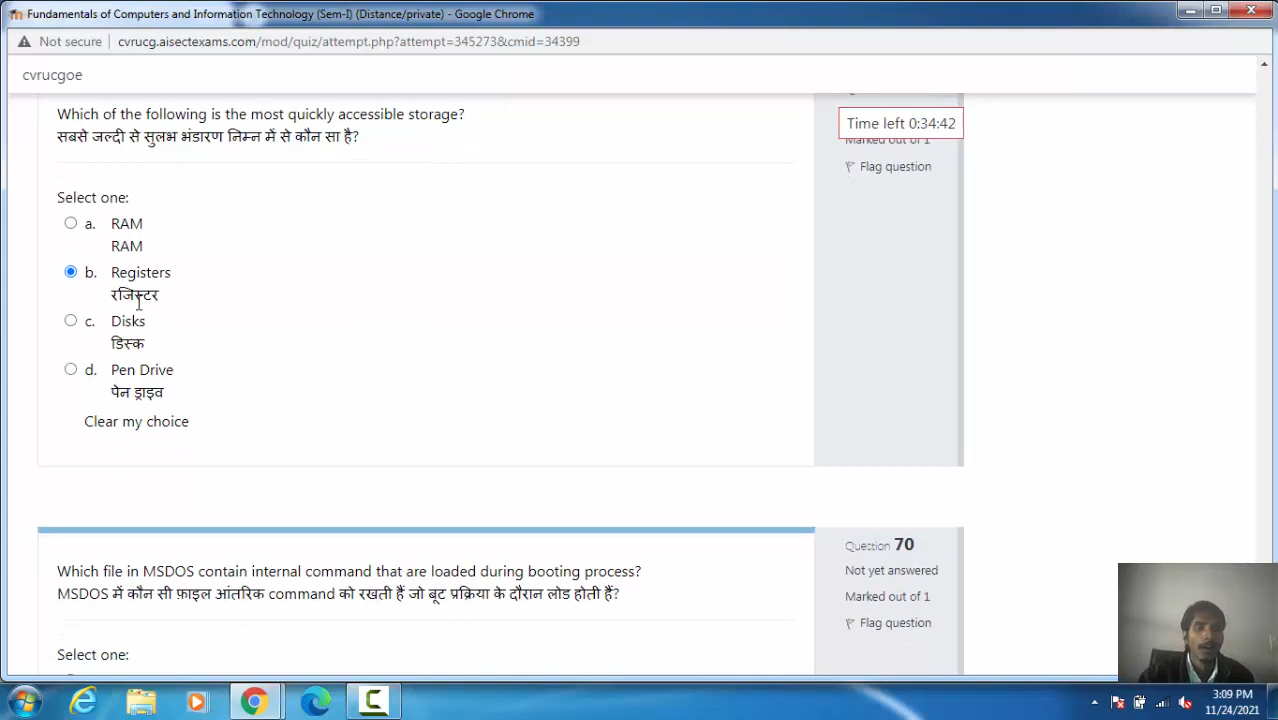 Fundamentals of Computers and Information Technology (Sem-I) (Distance/private) - Google Chrome
Not secure | cvrucg.aisectexams.com/mod/quiz/attempt.php?attempt=345273&cmid=34399
cvrucgoe
Which of the following is the most quickly accessible storage?
सबसे जल्दी से सुलभ भंडारण निम्न में से कौन सा है?
Time left 0:34:42
Marked out of 1
Flag question
Select one:
a. RAM
RAM
b. Registers
रजिस्टर
c. Disks
डिस्क
d. Pen Drive
पेन ड्राइव
Clear my choice
Question 70
Not yet answered
Marked out of 1
Flag question
Which file in MSDOS contain internal command that are loaded during booting process?
MSDOS में कौन सी फ़ाइल आंतरिक command को रखती हैं जो बूट प्रक्रिया के दौरान लोड होती हैं?
Select one:
3:09 PM
11/24/2021